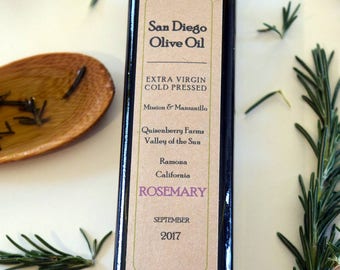 San Diego
Olive Oil
EXTRA VIRGIN
COLD PRESSED
Mission & Manzanillo
Quisenberry Farms
Valley of the Sun
Ramona
California
ROSEMARY
SEPTEMBER
2017